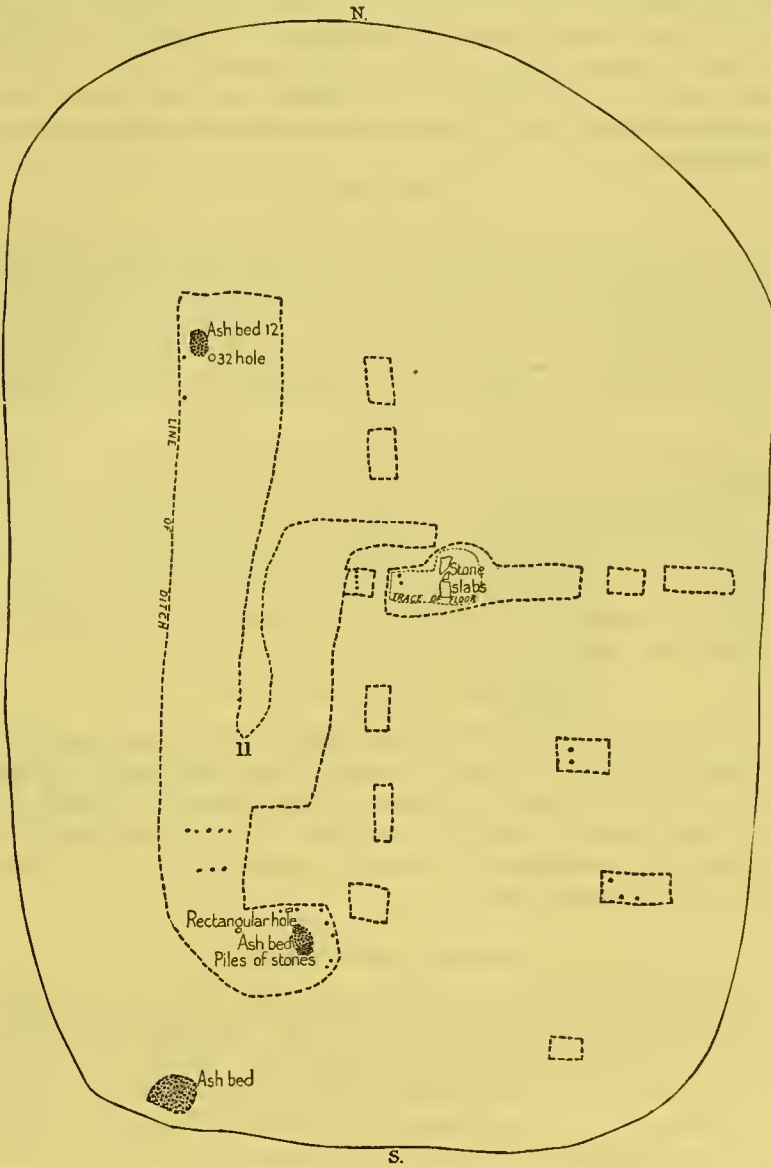 N.
Ash bed 12
32 hole
LINE OF DITCH
Stone
slabs
TRACE OF FLOOR
11
Rectangular hole
Ash bed
Piles of stones
Ash bed
S.